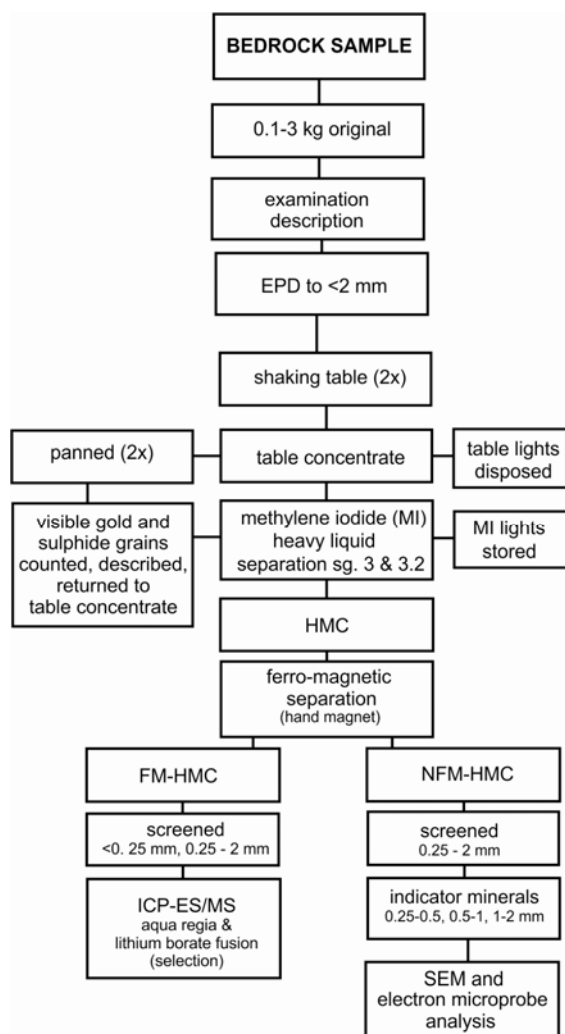 BEDROCK SAMPLE
0.1-3 kg original
examination
description
EPD to <2 mm
shaking table (2x)
panned (2x)
table concentrate
table lights
disposed
visible gold and
sulphide grains
counted, described,
returned to
table concentrate
methylene iodide (MI)
heavy liquid
separation sg. 3 & 3.2
MI lights
stored
HMC
ferro-magnetic
separation
(hand magnet)
FM-HMC
NFM-HMC
screened
<0. 25 mm, 0.25 - 2 mm
screened
0.25 - 2 mm
ICP-ES/MS
aqua regia &
lithium borate fusion
(selection)
indicator minerals
0.25-0.5, 0.5-1, 1-2 mm
SEM and
electron microprobe
analysis